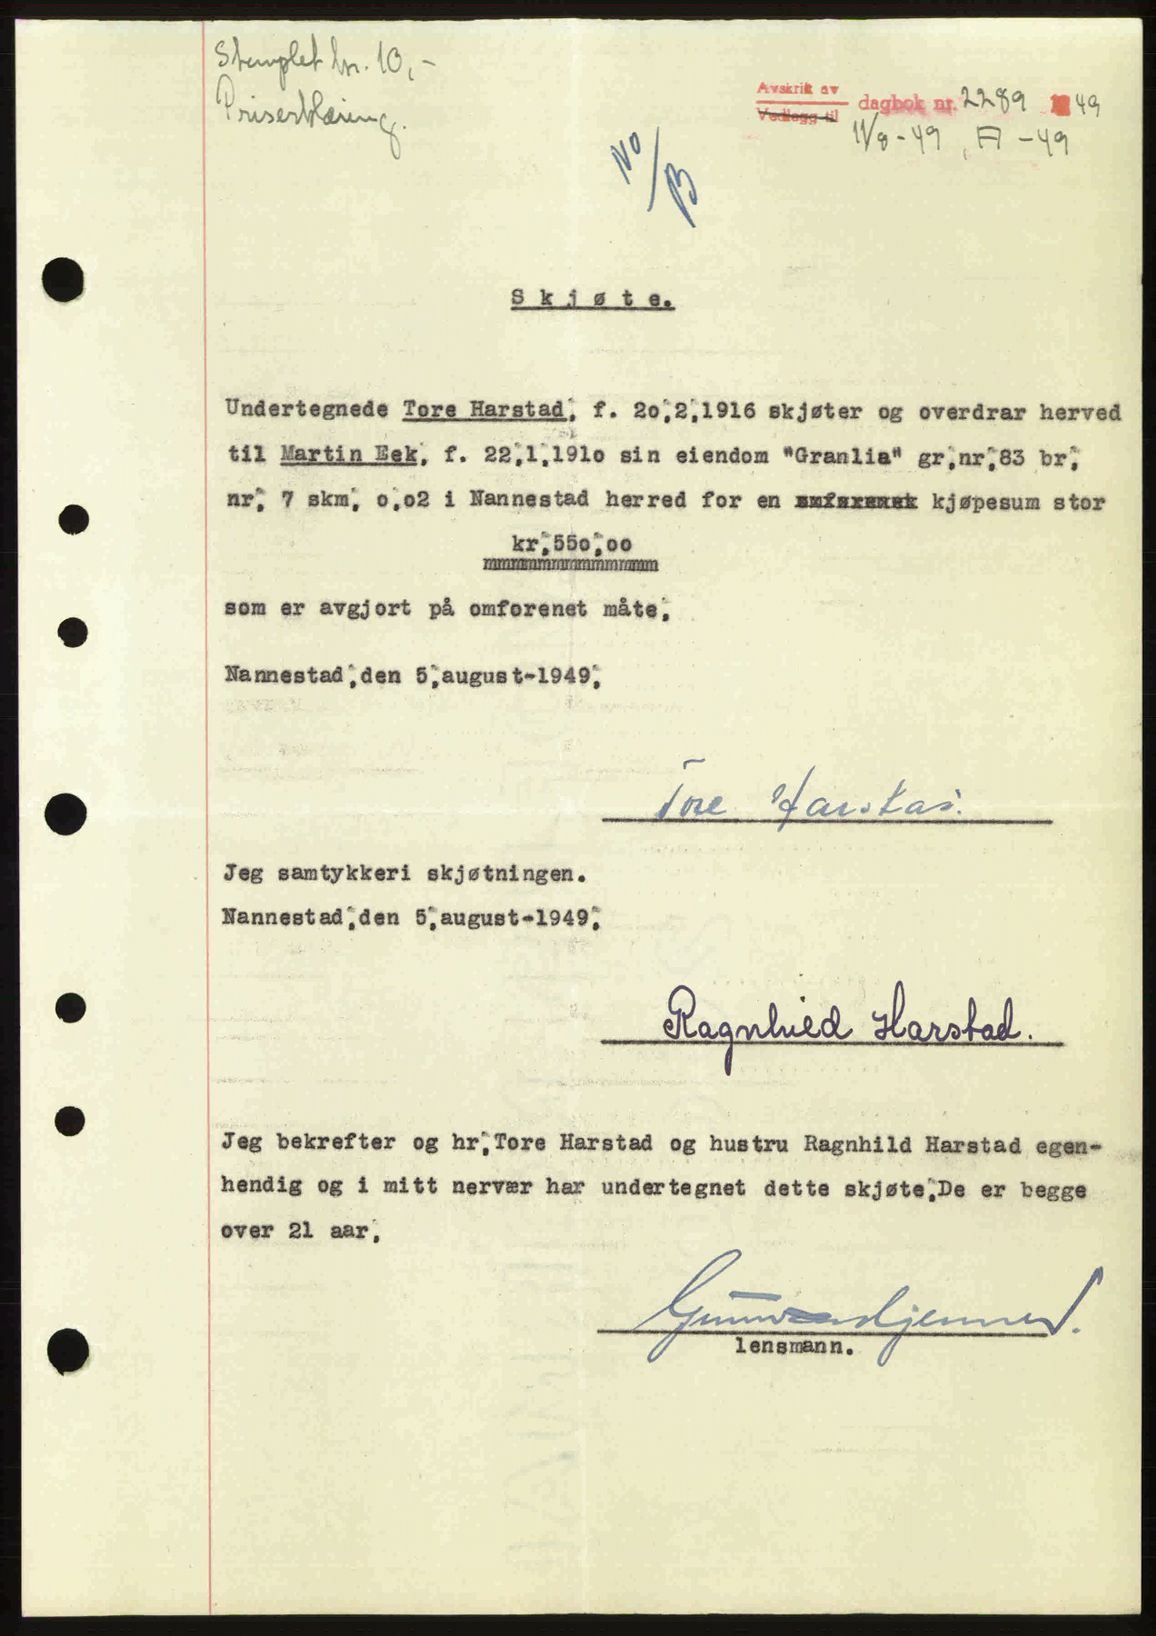 Stemplet kr. 10,-
Priserklæring.
Avskrift av
Vedlegg til
dagbok nr. 2289 1949
11/8-49, A -49
No/B
Skjøte.
Undertegnede Tore Harstad, f. 20,2,1916 skjøter og overdrar herved
til Martin Eek, f. 22,1,1910 sin eiendom "Granlia" gr,nr,83 br,
nr, 7 skm, 0,02 i Nannestad herred for en kjøpesum stor
kr,550,00
som er avgjort på omforenet måte,
Nannestad,den 5,august-1949,
Tore Harstad.
Jeg samtykkeri skjøtningen.
Nannestad,den 5,august-1949,
Ragnhild Harstad.
Jeg bekrefter og hr,Tore Harstad og hustru Ragnhild Harstad egen-
hendig og i mitt nervær har undertegnet dette skjøte,De er begge
over 21 aar,
lensmann.